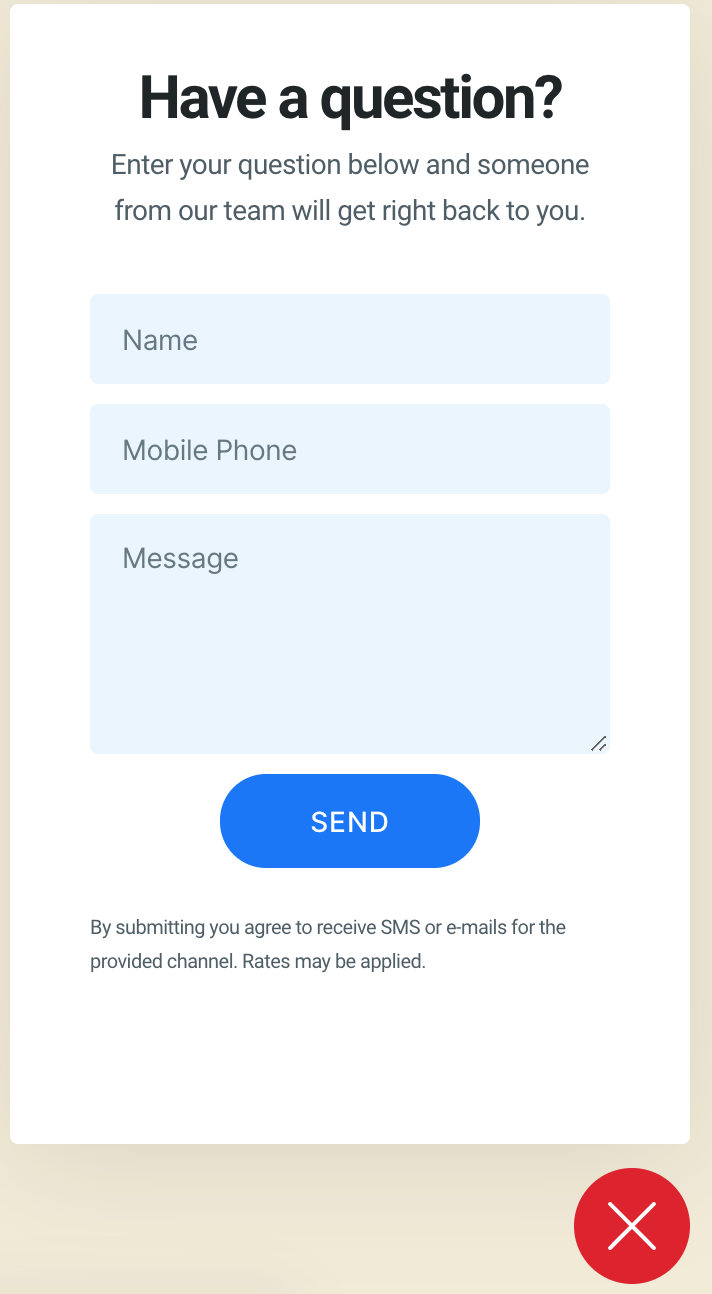 Have a question?
Enter your question below and someone
from our team will get right back to you.
Name
Mobile Phone
Message
SEND
By submitting you agree to receive SMS or e-mails for the
provided channel. Rates may be applied.